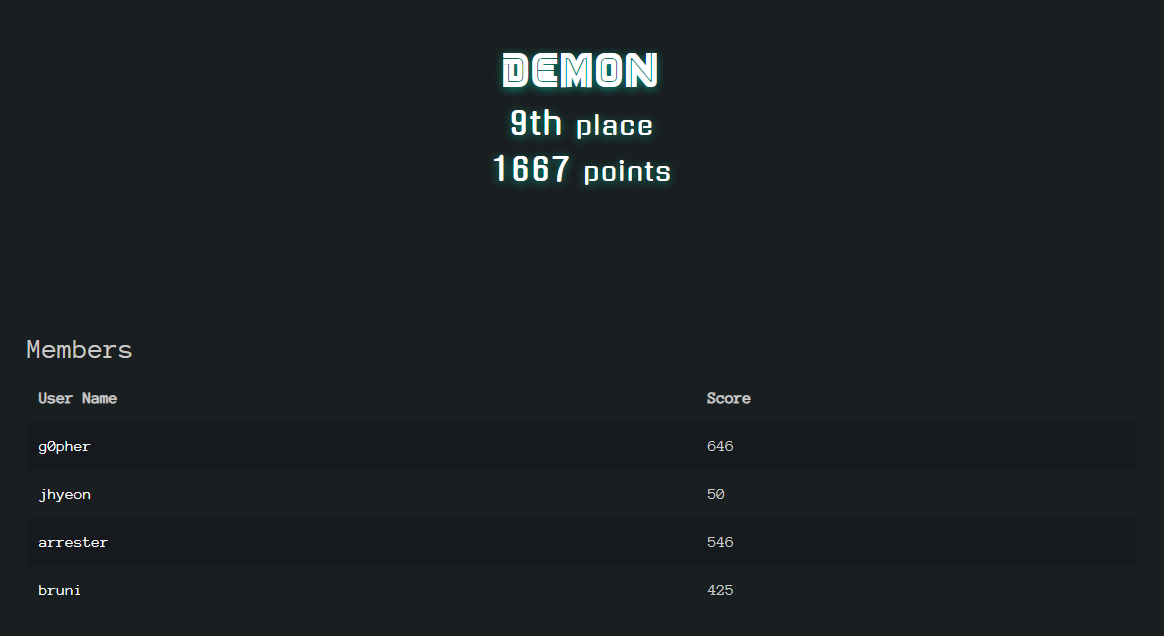 DEMON
9th place
1667 points
Members
User Name Score
g0pher 646
jhyeon 50
arrester 546
bruni 425